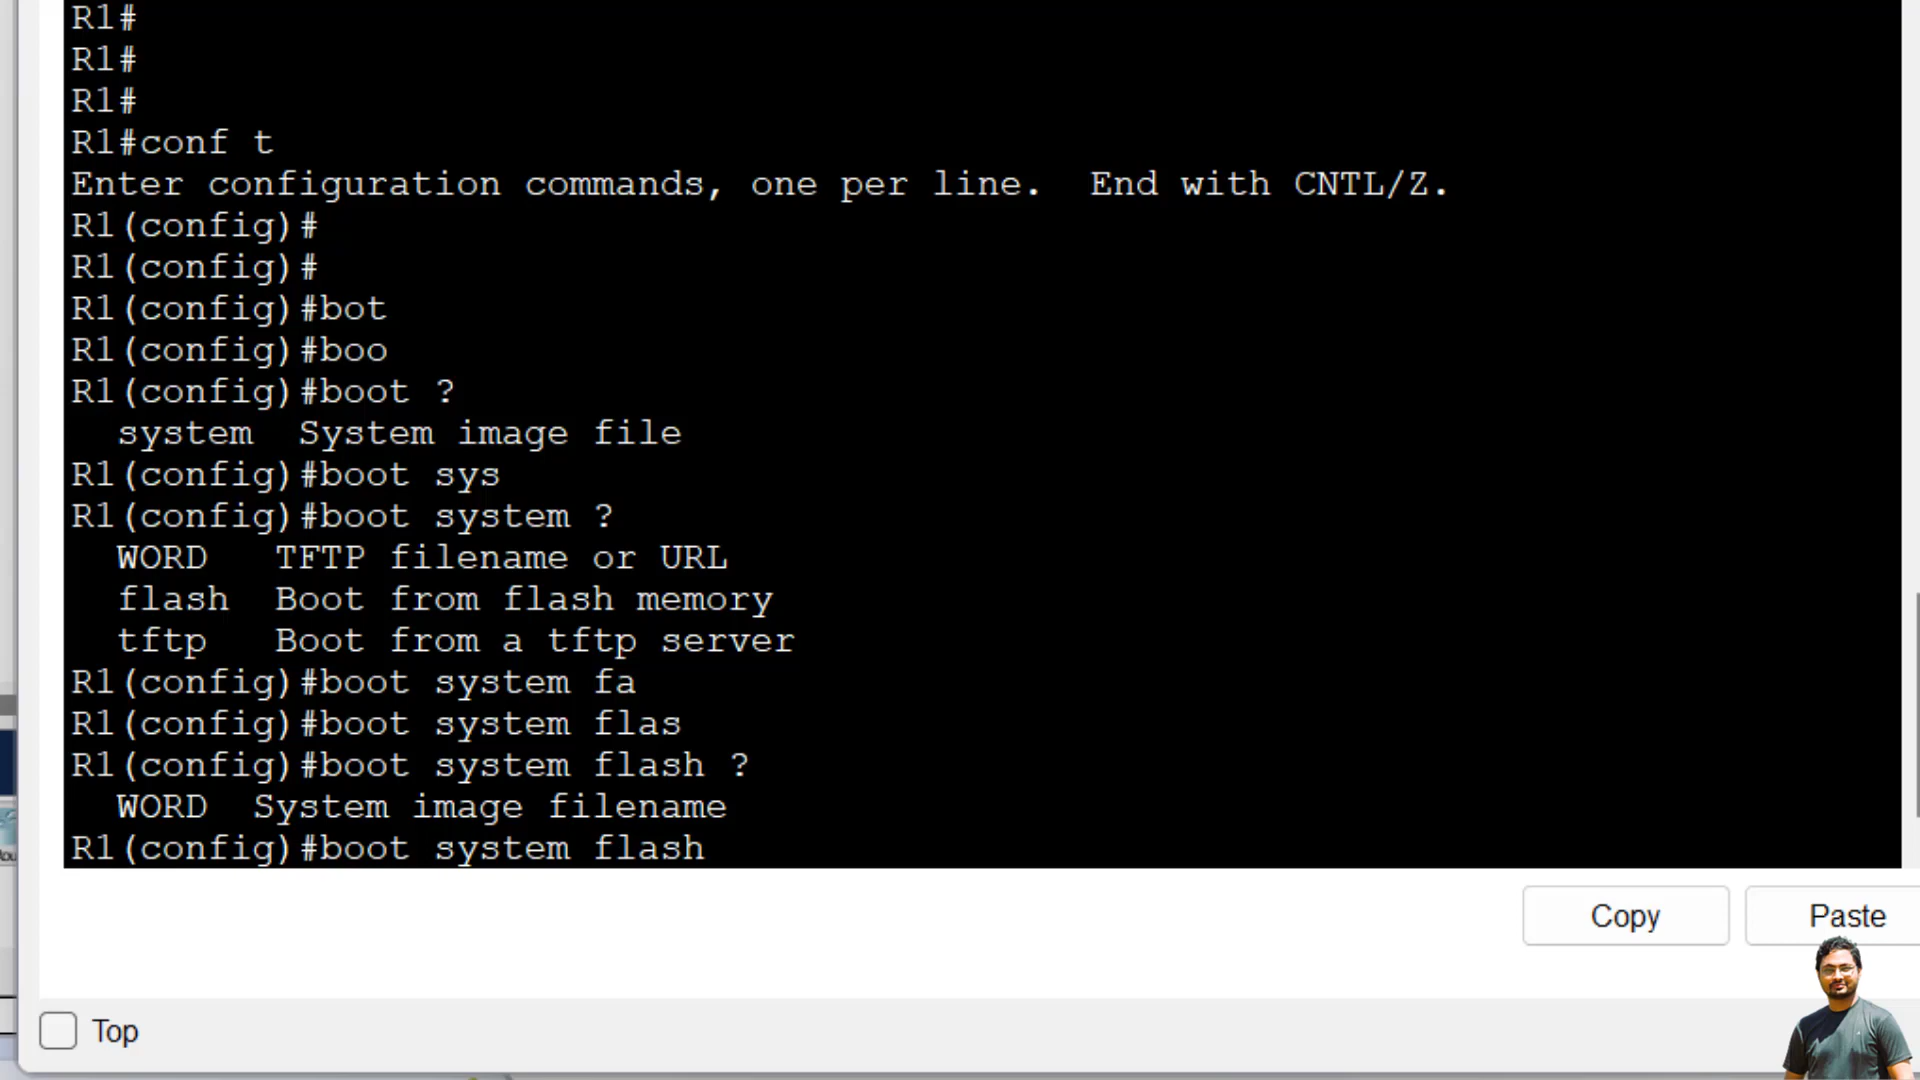 R1#
R1#
R1#
R1#conf t
Enter configuration commands, one per line.  End with CNTL/Z.
R1(config)#
R1(config)#
R1(config)#bot
R1(config)#boo
R1(config)#boot ?
  system  System image file
R1(config)#boot sys
R1(config)#boot system ?
  WORD   TFTP filename or URL
  flash  Boot from flash memory
  tftp   Boot from a tftp server
R1(config)#boot system fa
R1(config)#boot system flas
R1(config)#boot system flash ?
  WORD  System image filename
R1(config)#boot system flash
Copy
Paste
Top